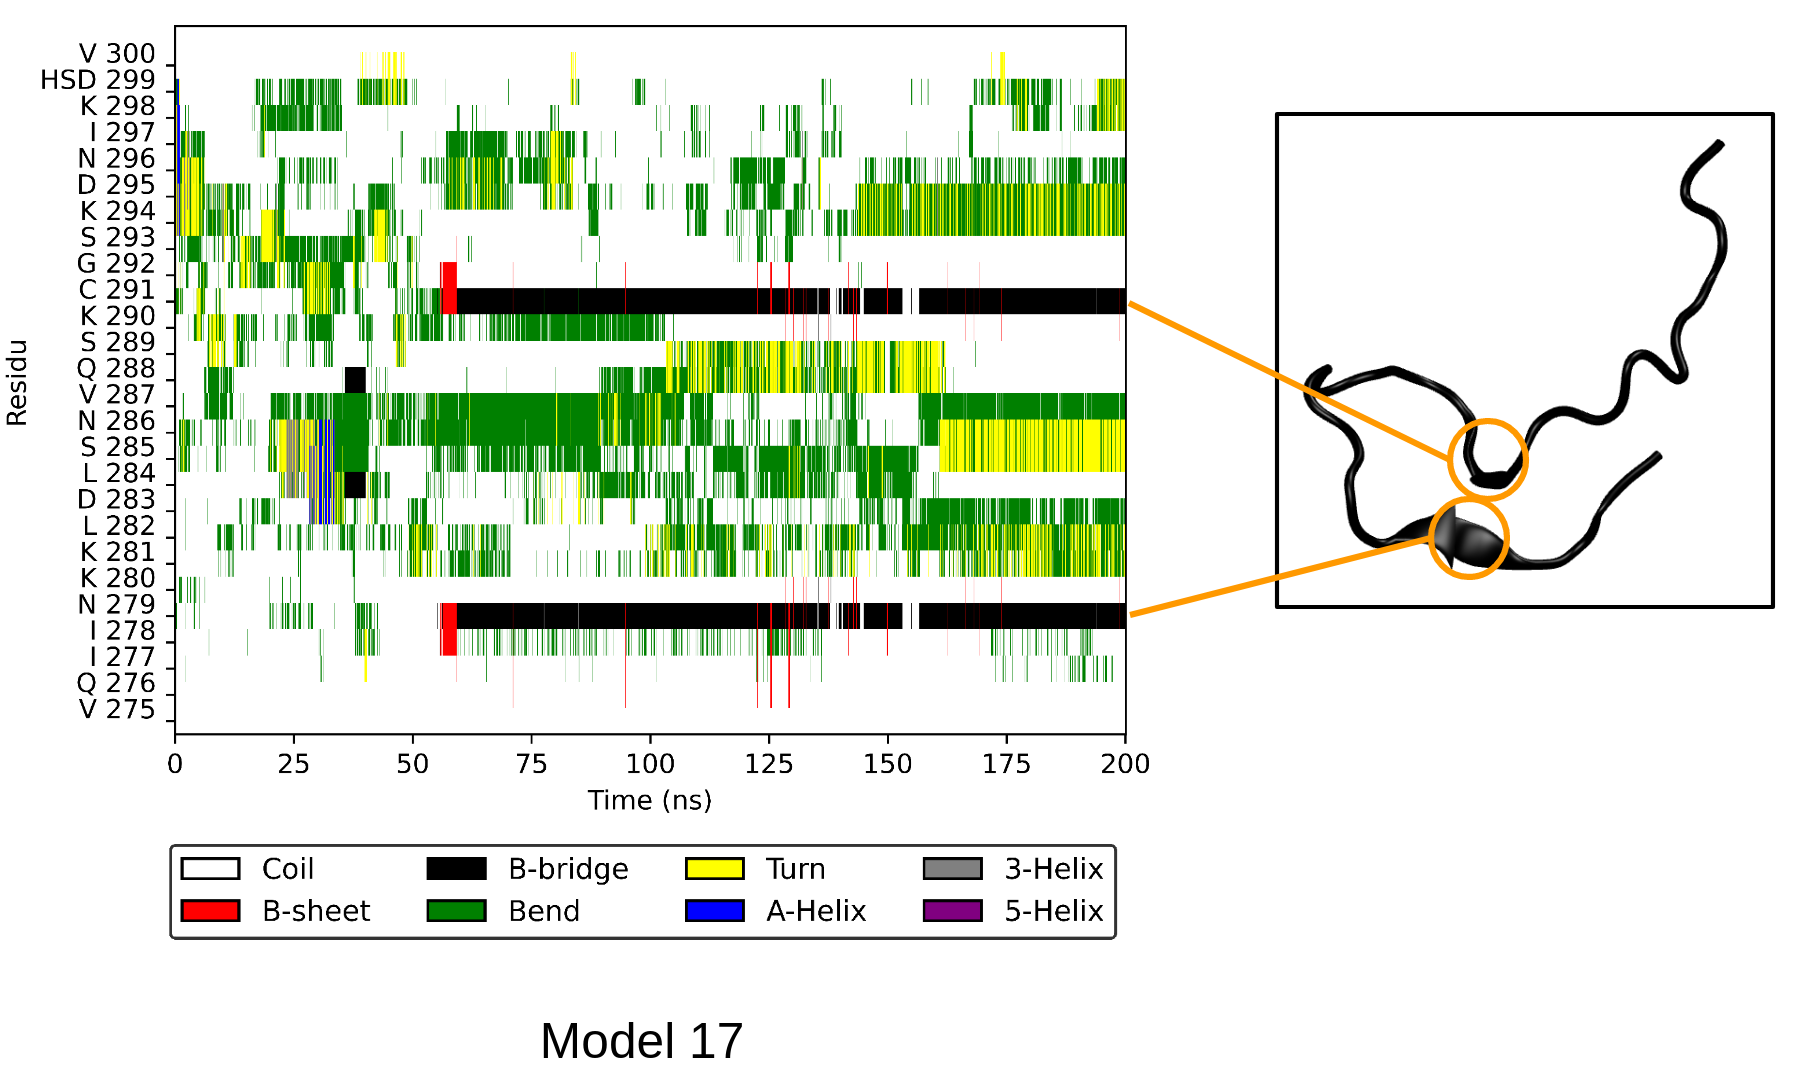 V 300
HSD 299
K 298
I 297
N 296
D 295
K 294
S 293
G 292
C 291
K 290
S 289
Q 288
V 287
N 286
S 285
L 284
D 283
L 282
K 281
K 280
N 279
I 278
I 277
Q 276
V 275
Residu
0 25 50 75 100 125 150 175 200
Time (ns)
Coil B-bridge Turn 3-Helix
B-sheet Bend A-Helix 5-Helix
Model 17